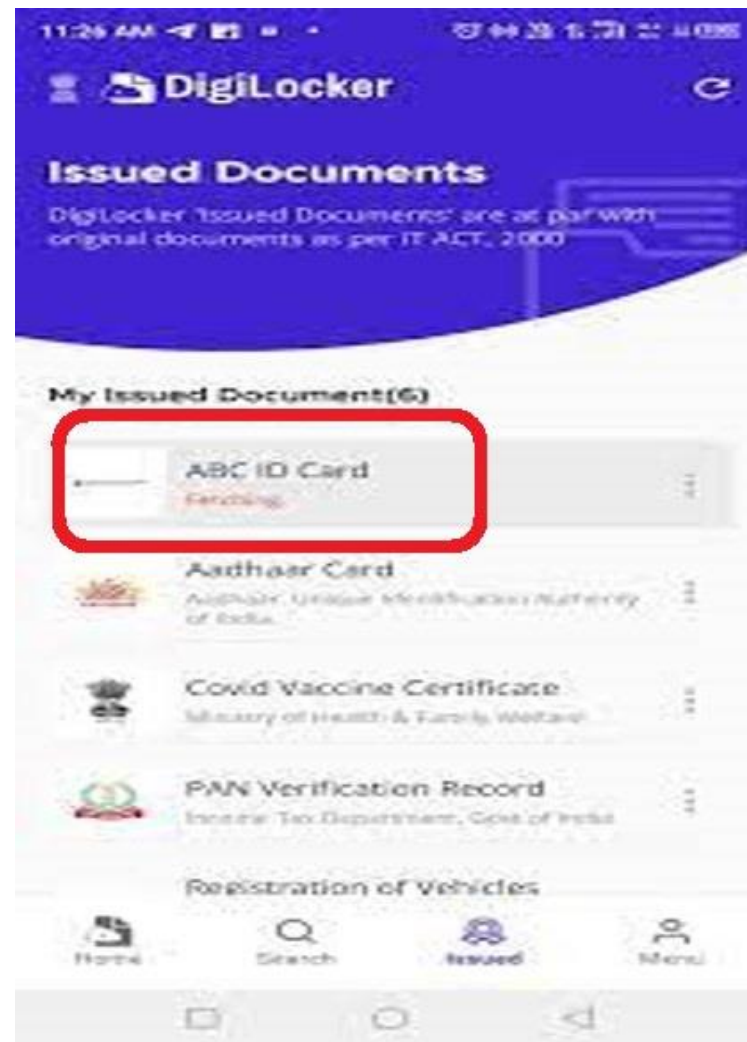 11:26 AM
DigiLocker
Issued Documents
DigiLocker 'Issued Documents' are at par with
original documents as per IT ACT, 2000
My Issued Document(6)
ABC ID Card
Fetching
Aadhaar Card
Aadhaar, Unique Identification Authority
of India
Covid Vaccine Certificate
Ministry of Health & Family Welfare
PAN Verification Record
Income Tax Department, Govt of India
Registration of Vehicles
Home
Search
Issued
Menu